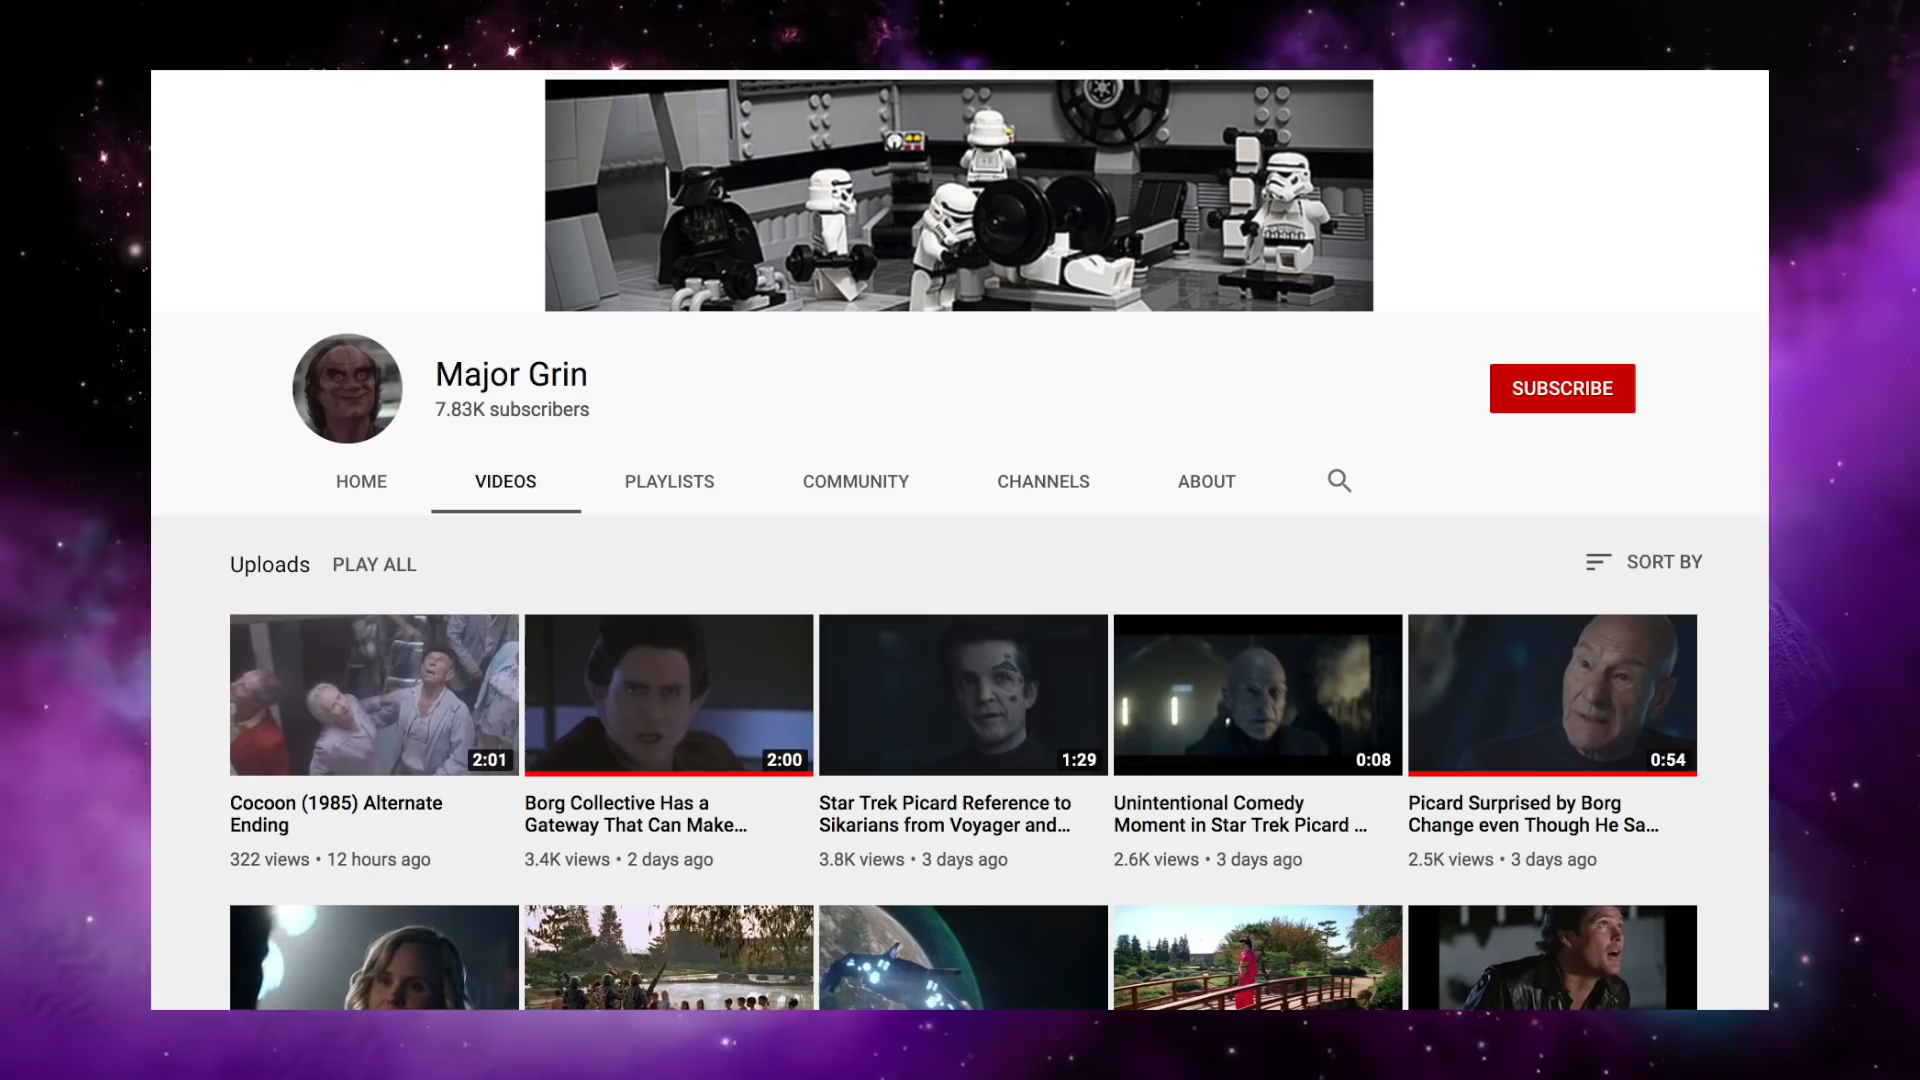 Major Grin
7.83K subscribers
SUBSCRIBE
HOME VIDEOS PLAYLISTS COMMUNITY CHANNELS ABOUT
Uploads PLAY ALL
SORT BY
2:01
2:00
1:29
0:08
0:54
Cocoon (1985) Alternate
Ending
322 views • 12 hours ago
Borg Collective Has a
Gateway That Can Make...
3.4K views • 2 days ago
Star Trek Picard Reference to
Sikarians from Voyager and...
3.8K views • 3 days ago
Unintentional Comedy
Moment in Star Trek Picard ...
2.6K views • 3 days ago
Picard Surprised by Borg
Change even Though He Sa...
2.5K views • 3 days ago